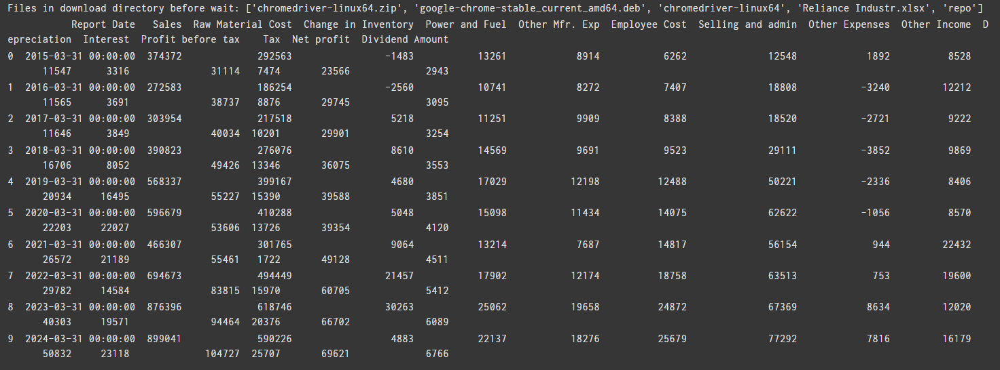 Files in download directory before wait: ['chromedriver-linux64.zip', 'google-chrome-stable_current_amd64.deb', 'chromedriver-linux64', 'Reliance Industr.xlsx', 'repo']
Report Date Sales Raw Material Cost Change in Inventory Power and Fuel Other Mfr. Exp Employee Cost Selling and admin Other Expenses Other Income D
epreciation Interest Profit before tax Tax Net profit Dividend Amount
0 2015-03-31 00:00:00 374372 292563 -1483 13261 8914 6262 12548 1892 8528
11547 3316 31114 7474 23566 2943
1 2016-03-31 00:00:00 272583 186254 -2560 10741 8272 7407 18808 -3240 12212
11565 3691 38737 8876 29745 3095
2 2017-03-31 00:00:00 303954 217518 5218 11251 9909 8388 18520 -2721 9222
11646 3849 40034 10201 29901 3254
3 2018-03-31 00:00:00 390823 276076 8610 14569 9691 9523 29111 -3852 9869
16706 8052 49426 13346 36075 3553
4 2019-03-31 00:00:00 568337 399167 4680 17029 12198 12488 50221 -2336 8406
20934 16495 55227 15390 39588 3851
5 2020-03-31 00:00:00 596679 410288 5048 15098 11434 14075 62622 -1056 8570
22203 22027 53606 13726 39354 4120
6 2021-03-31 00:00:00 466307 301765 9064 13214 7687 14817 56154 944 22432
26572 21189 55461 1722 49128 4511
7 2022-03-31 00:00:00 694673 494449 21457 17902 12174 18758 63513 753 19600
29782 14584 83815 15970 60705 5412
8 2023-03-31 00:00:00 876396 618746 30263 25062 19658 24872 67369 8634 12020
40303 19571 94464 20376 66702 6089
9 2024-03-31 00:00:00 899041 590226 4883 22137 18276 25679 77292 7816 16179
50832 23118 104727 25707 69621 6766